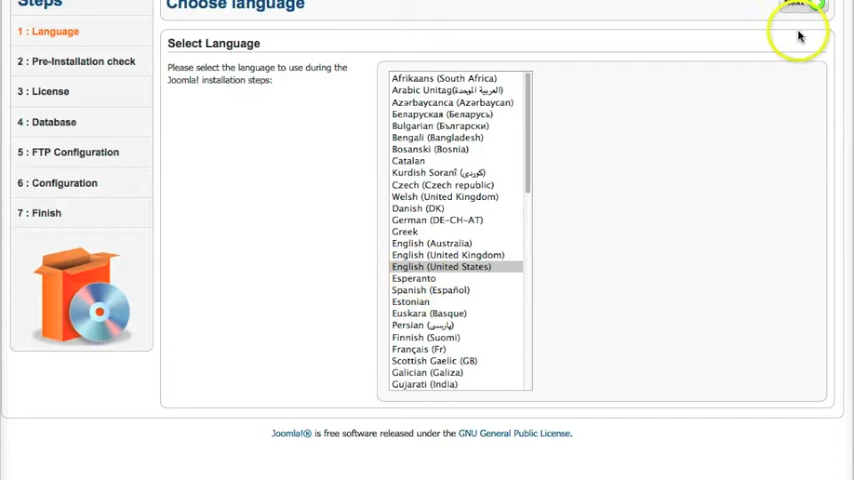 Steps
Choose language
Next
1 : Language
Select Language
2 : Pre-Installation check
Please select the language to use during the
Joomla! installation steps:
3 : License
4 : Database
5 : FTP Configuration
6 : Configuration
7 : Finish
Afrikaans (South Africa)
Arabic Unitag(العربية الموحدة)
Azərbaycanca (Azərbaycan)
Беларуская (Беларусь)
Bulgarian (Български)
Bengali (Bangladesh)
Bosanski (Bosnia)
Catalan
Kurdish Soranî (کوردی)
Czech (Czech republic)
Welsh (United Kingdom)
Danish (DK)
German (DE-CH-AT)
Greek
English (Australia)
English (United Kingdom)
English (United States)
Esperanto
Spanish (Español)
Estonian
Euskara (Basque)
Persian (پارسی)
Finnish (Suomi)
Français (Fr)
Scottish Gaelic (GB)
Galician (Galiza)
Gujarati (India)
Joomla!® is free software released under the GNU General Public License.